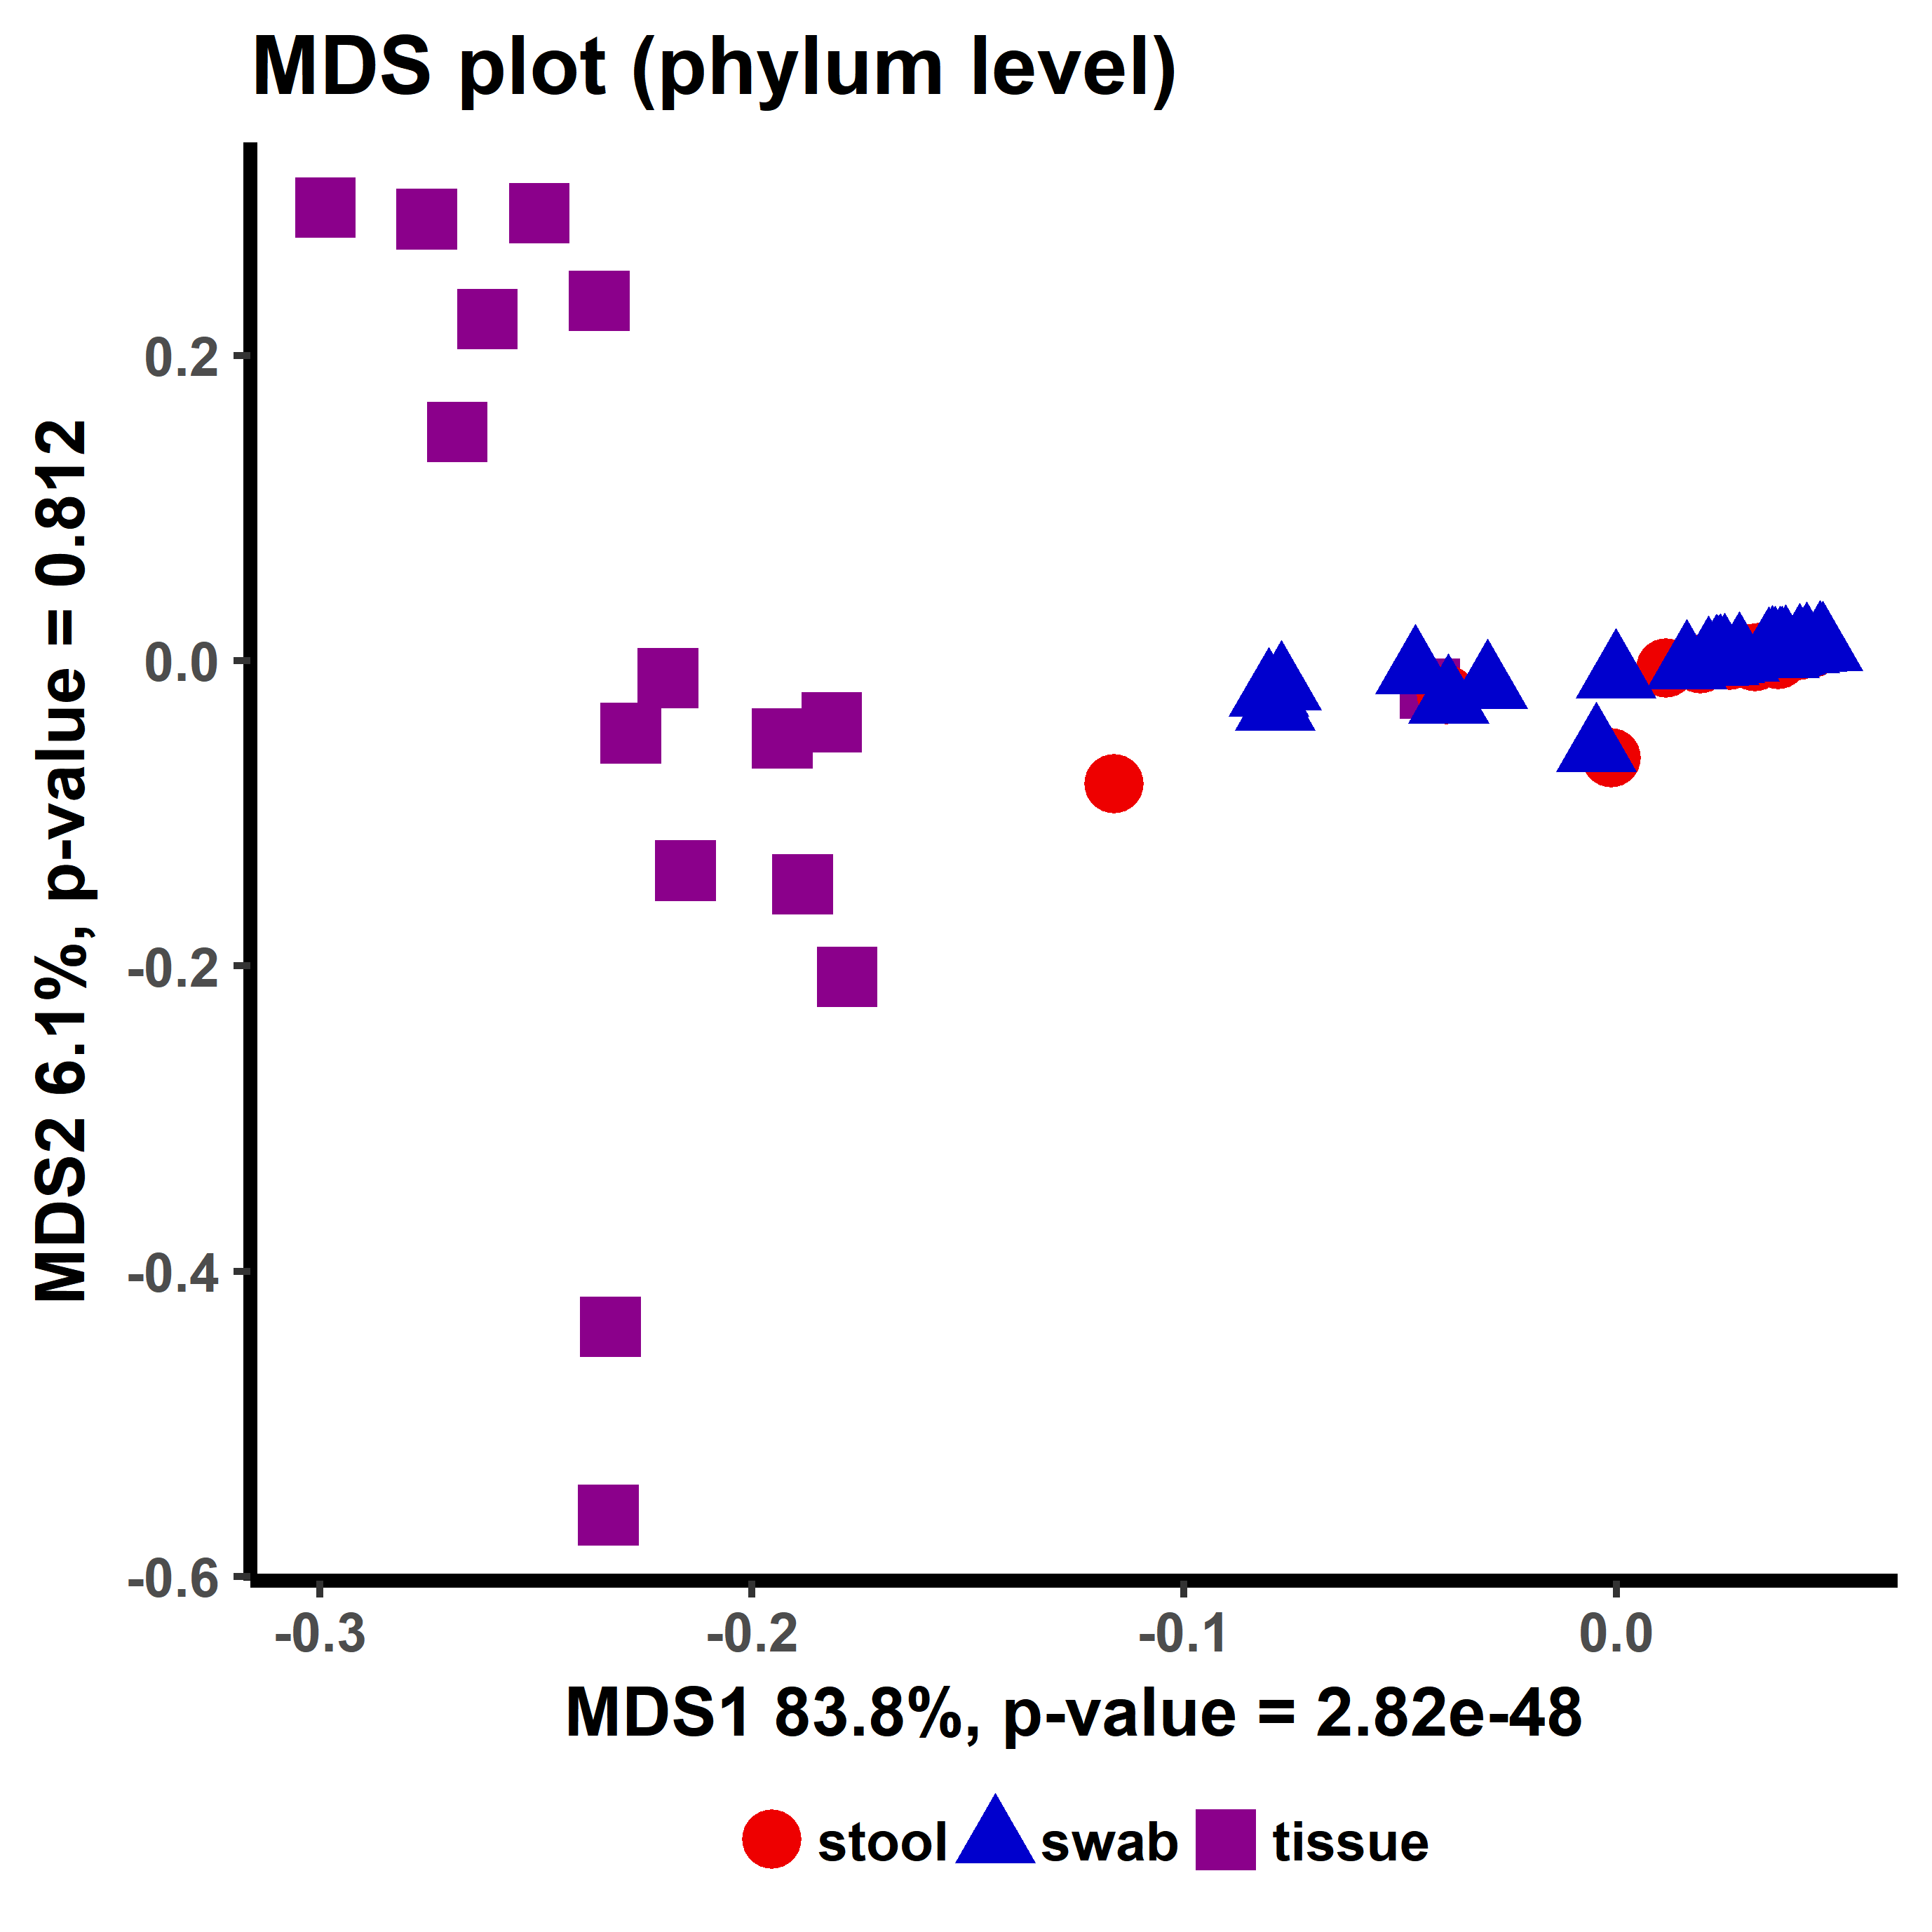 MDS plot (phylum level)
MDS2 6.1%, p-value = 0.812
0.2
0.0
-0.2
-0.4
-0.6
-0.3 -0.2 -0.1 0.0
MDS1 83.8%, p-value = 2.82e-48
stool swab tissue